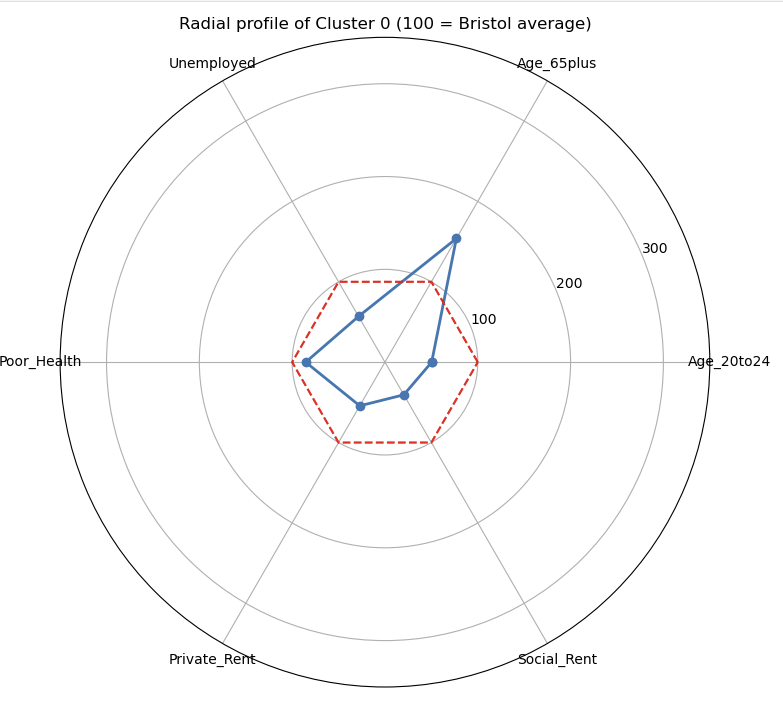 Radial profile of Cluster 0 (100 = Bristol average)
Unemployed
Age_65plus
300
200
100
Poor_Health
Age_20to24
Private_Rent
Social_Rent